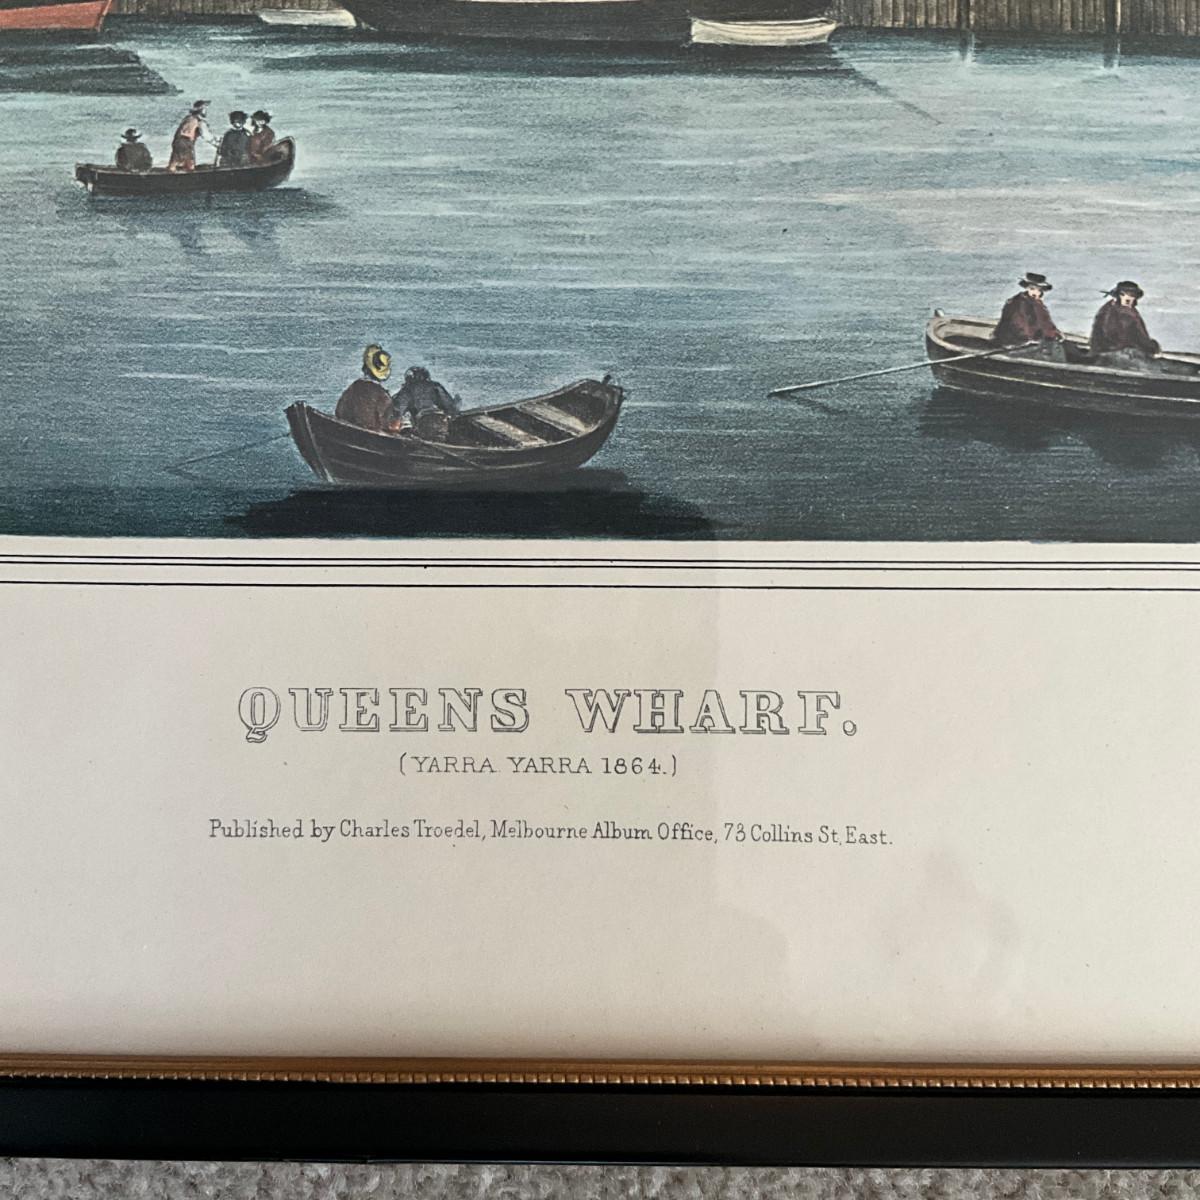 QUEENS WHARF.
(YARRA YARRA 1864.)
Published by Charles Troedel, Melbourne Album Office, 73 Collins St, East.